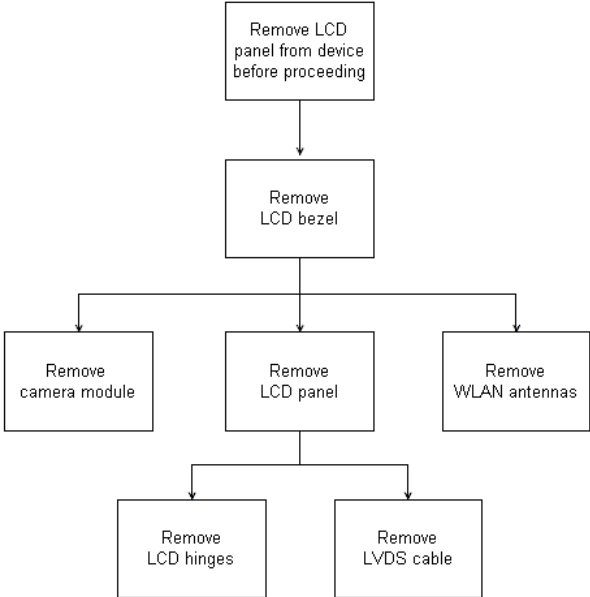 Remove LCD
panel from device
before proceeding
Remove
LCD bezel
Remove
camera module
Remove
LCD panel
Remove
WLAN antennas
Remove
LCD hinges
Remove
LVDS cable